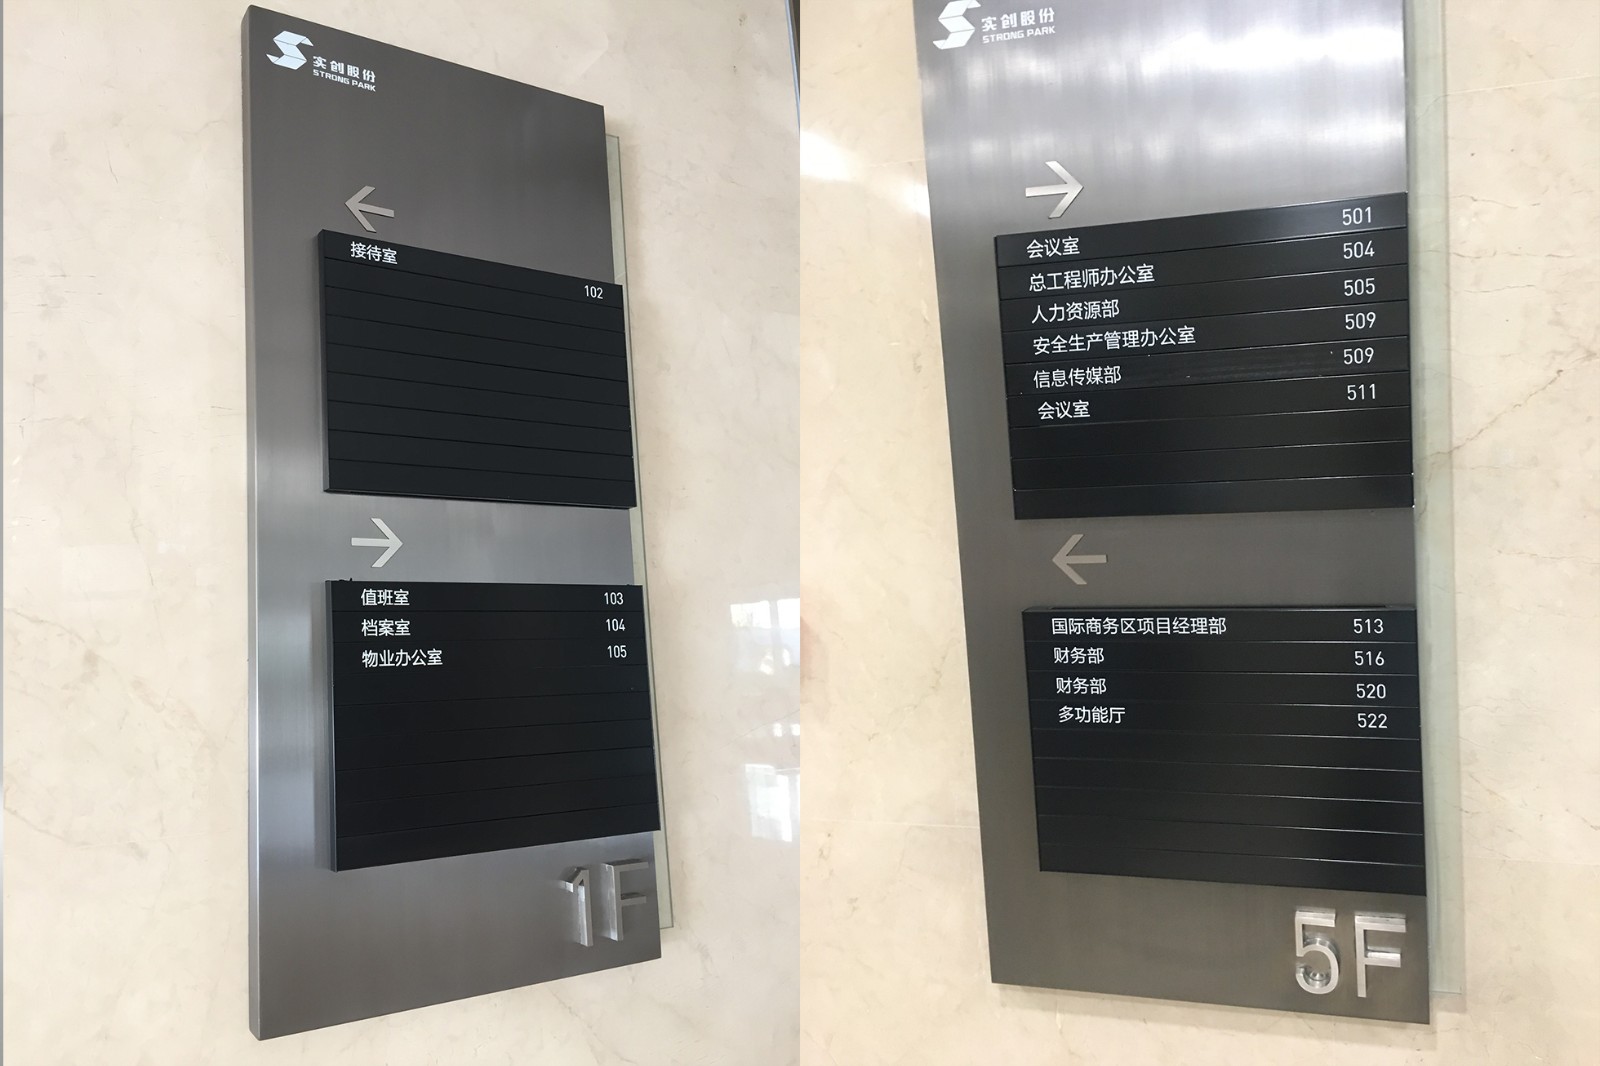 实创股份
STRONG PARK
接待室 102
值班室 103
档案室 104
物业办公室 105
1F
实创股份
STRONG PARK
会议室 501
总工程师办公室 504
人力资源部 505
安全生产管理办公室 509
信息传媒部 509
会议室 511
国际商务区项目经理部 513
财务部 516
财务部 520
多功能厅 522
5F